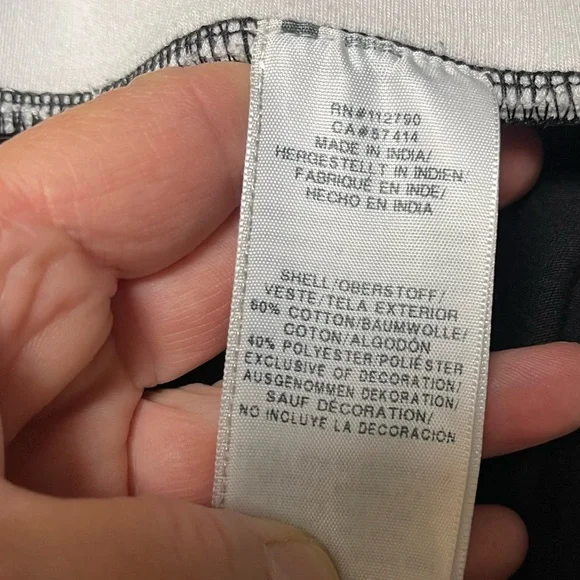 RN#112790
CA#57414
MADE IN INDIA/
HERGESTELLT IN INDIEN/
FABRIQUÉ EN INDE/
HECHO EN INDIA
SHELL/OBERSTOFF/
VESTE/TELA EXTERIOR
60% COTTON/BAUMWOLLE/
COTON/ALGODÓN
40% POLYESTER/POLIÉSTER
EXCLUSIVE OF DECORATION/
AUSGENOMMEN DEKORATION/
SAUF DÉCORATION/
NO INCLUYE LA DECORACIÓN